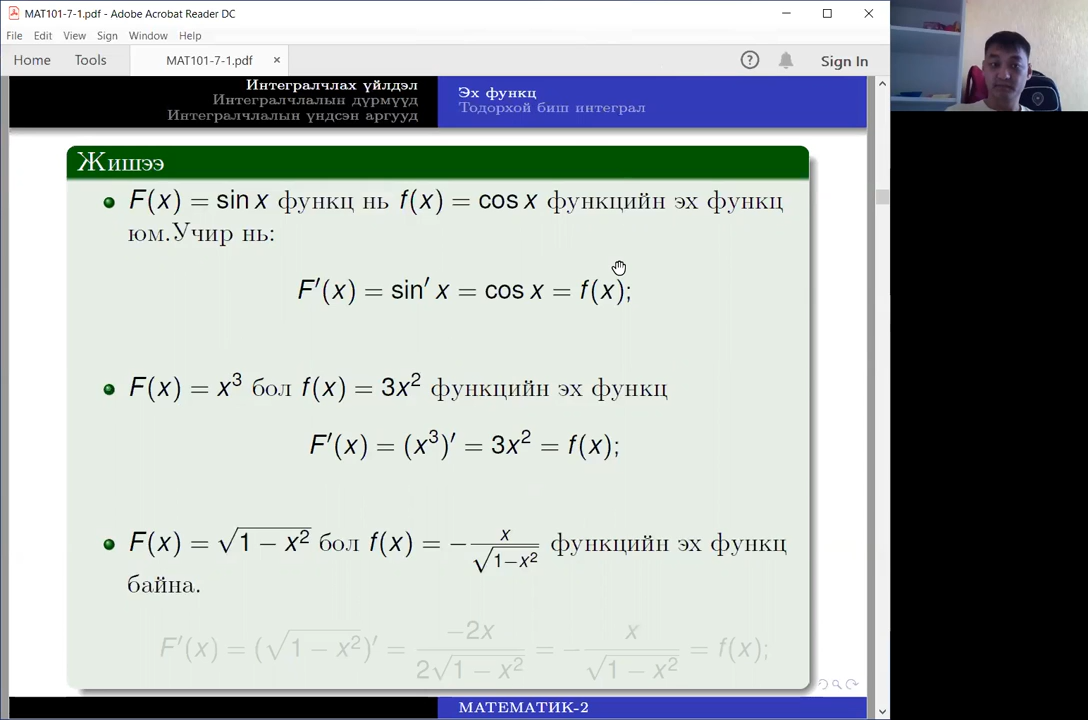 MAT101-7-1.pdf - Adobe Acrobat Reader DC
File Edit View Sign Window Help
Home Tools MAT101-7-1.pdf × ? Sign In
Интегралчлах үйлдэл
Интегралчлалын дүрмүүд
Интегралчлалын үндсэн аргууд
Эх функц
Тодорхой биш интеграл
Жишээ
F(x) = sin x функц нь f(x) = cos x функцийн эх функц
юм.Учир нь:
F′(x) = sin′ x = cos x = f(x);
F(x) = x³ бол f(x) = 3x² функцийн эх функц
F′(x) = (x³)′ = 3x² = f(x);
F(x) = √(1 − x²) бол f(x) = −x/√(1−x²) функцийн эх функц
байна.
F′(x) = (√(1 − x²))′ = −2x/(2√(1 − x²)) = −x/√(1 − x²) = f(x);
МАТЕМАТИК-2